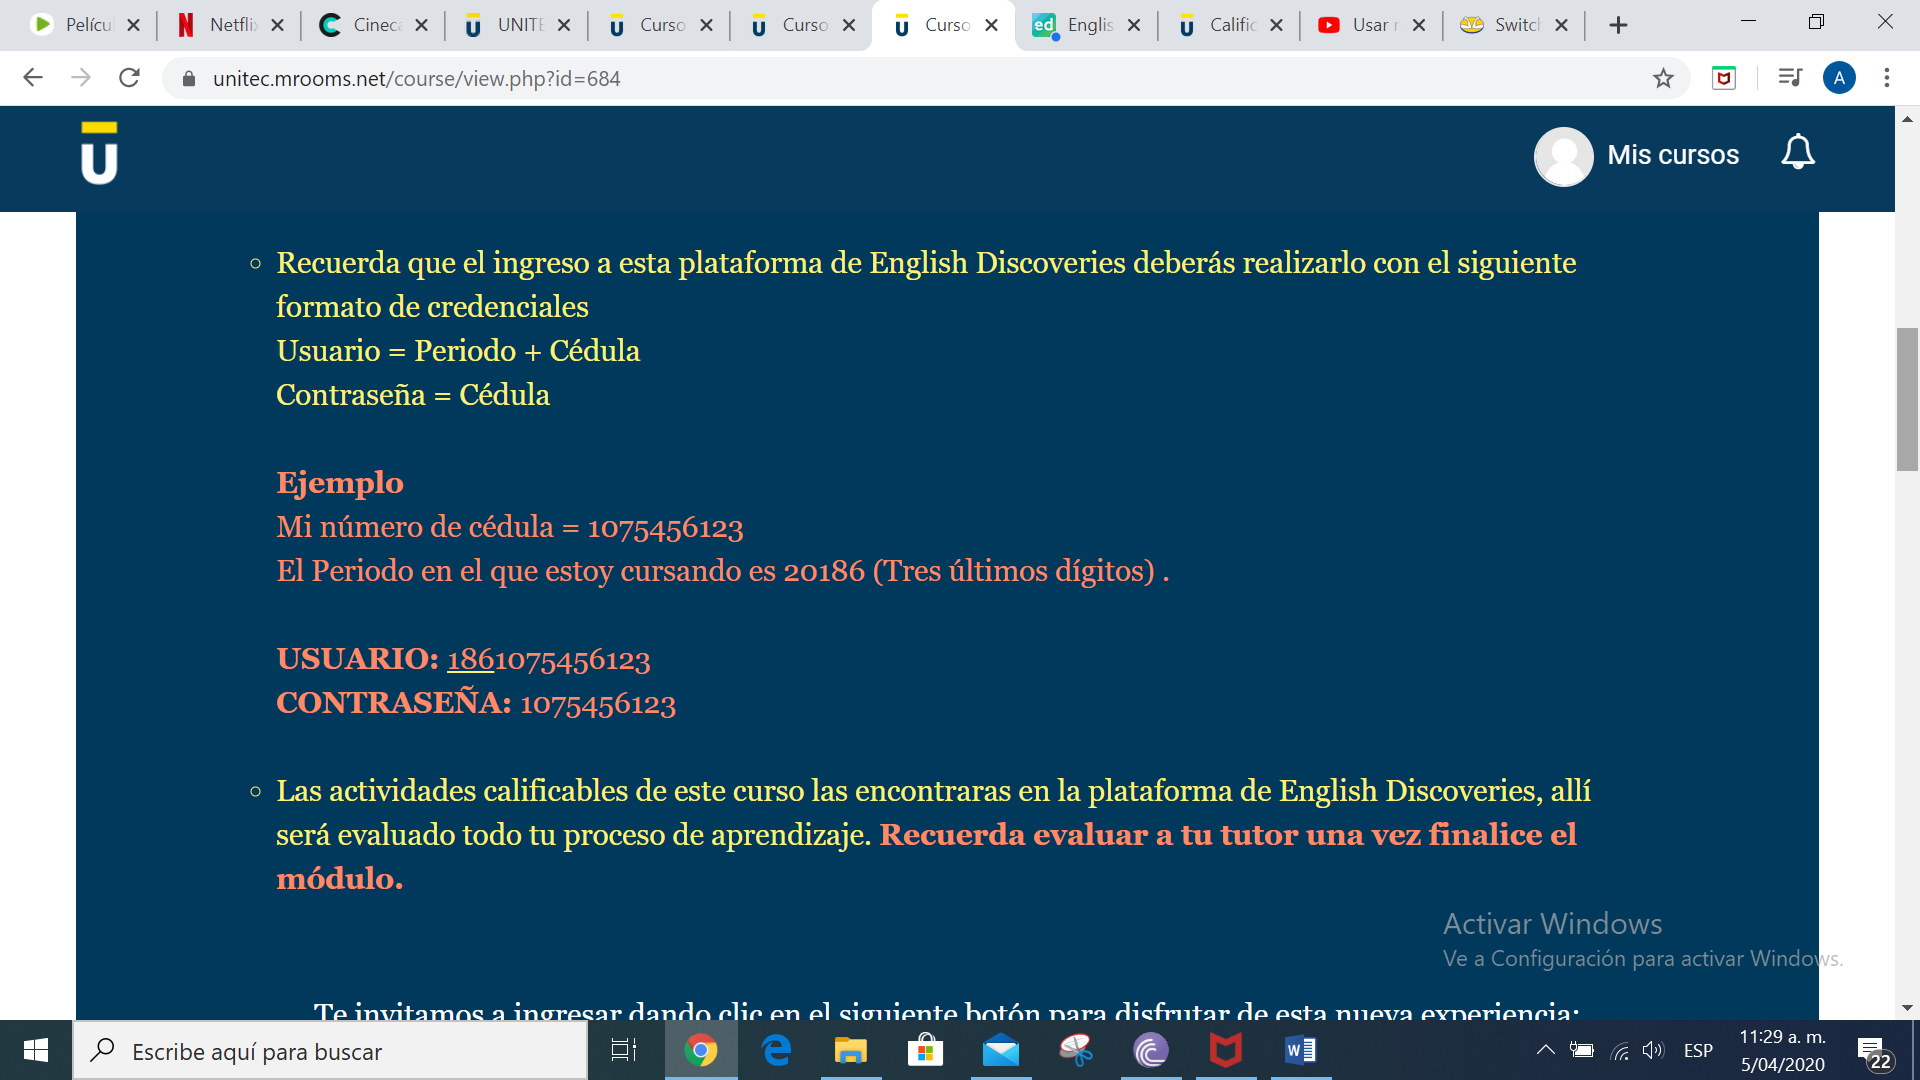 Pelícu
Netflix
Cineca
UNITE
Curso
Curso
Curso
Englis
Califi
Usar
Switch
unitec.mrooms.net/course/view.php?id=684
A
Mis cursos
Recuerda que el ingreso a esta plataforma de English Discoveries deberás realizarlo con el siguiente
formato de credenciales
Usuario = Periodo + Cédula
Contraseña = Cédula
Ejemplo
Mi número de cédula = 1075456123
El Periodo en el que estoy cursando es 20186 (Tres últimos dígitos) .
USUARIO: 1861075456123
CONTRASEÑA: 1075456123
Las actividades calificables de este curso las encontraras en la plataforma de English Discoveries, allí
será evaluado todo tu proceso de aprendizaje. Recuerda evaluar a tu tutor una vez finalice el
módulo.
Activar Windows
Ve a Configuración para activar Windows.
Te invitamos a ingresar dando clic en el siguiente botón para disfrutar de esta nueva experiencia:
Escribe aquí para buscar
ESP
11:29 a. m.
5/04/2020
22